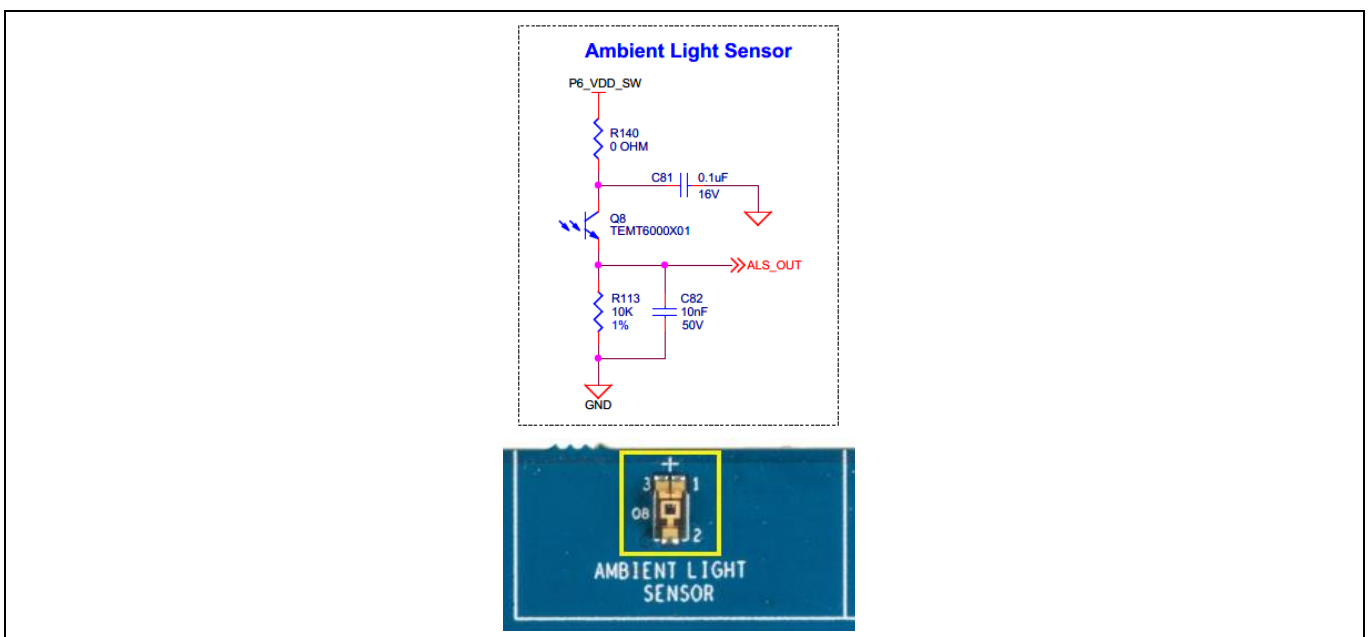 Ambient Light Sensor
P6_VDD_SW
R140
0 OHM
C81 0.1uF
16V
Q8
TEMT6000X01
ALS_OUT
R113
10K
1%
C82
10nF
50V
GND
3 1
Q8
2
AMBIENT LIGHT
SENSOR